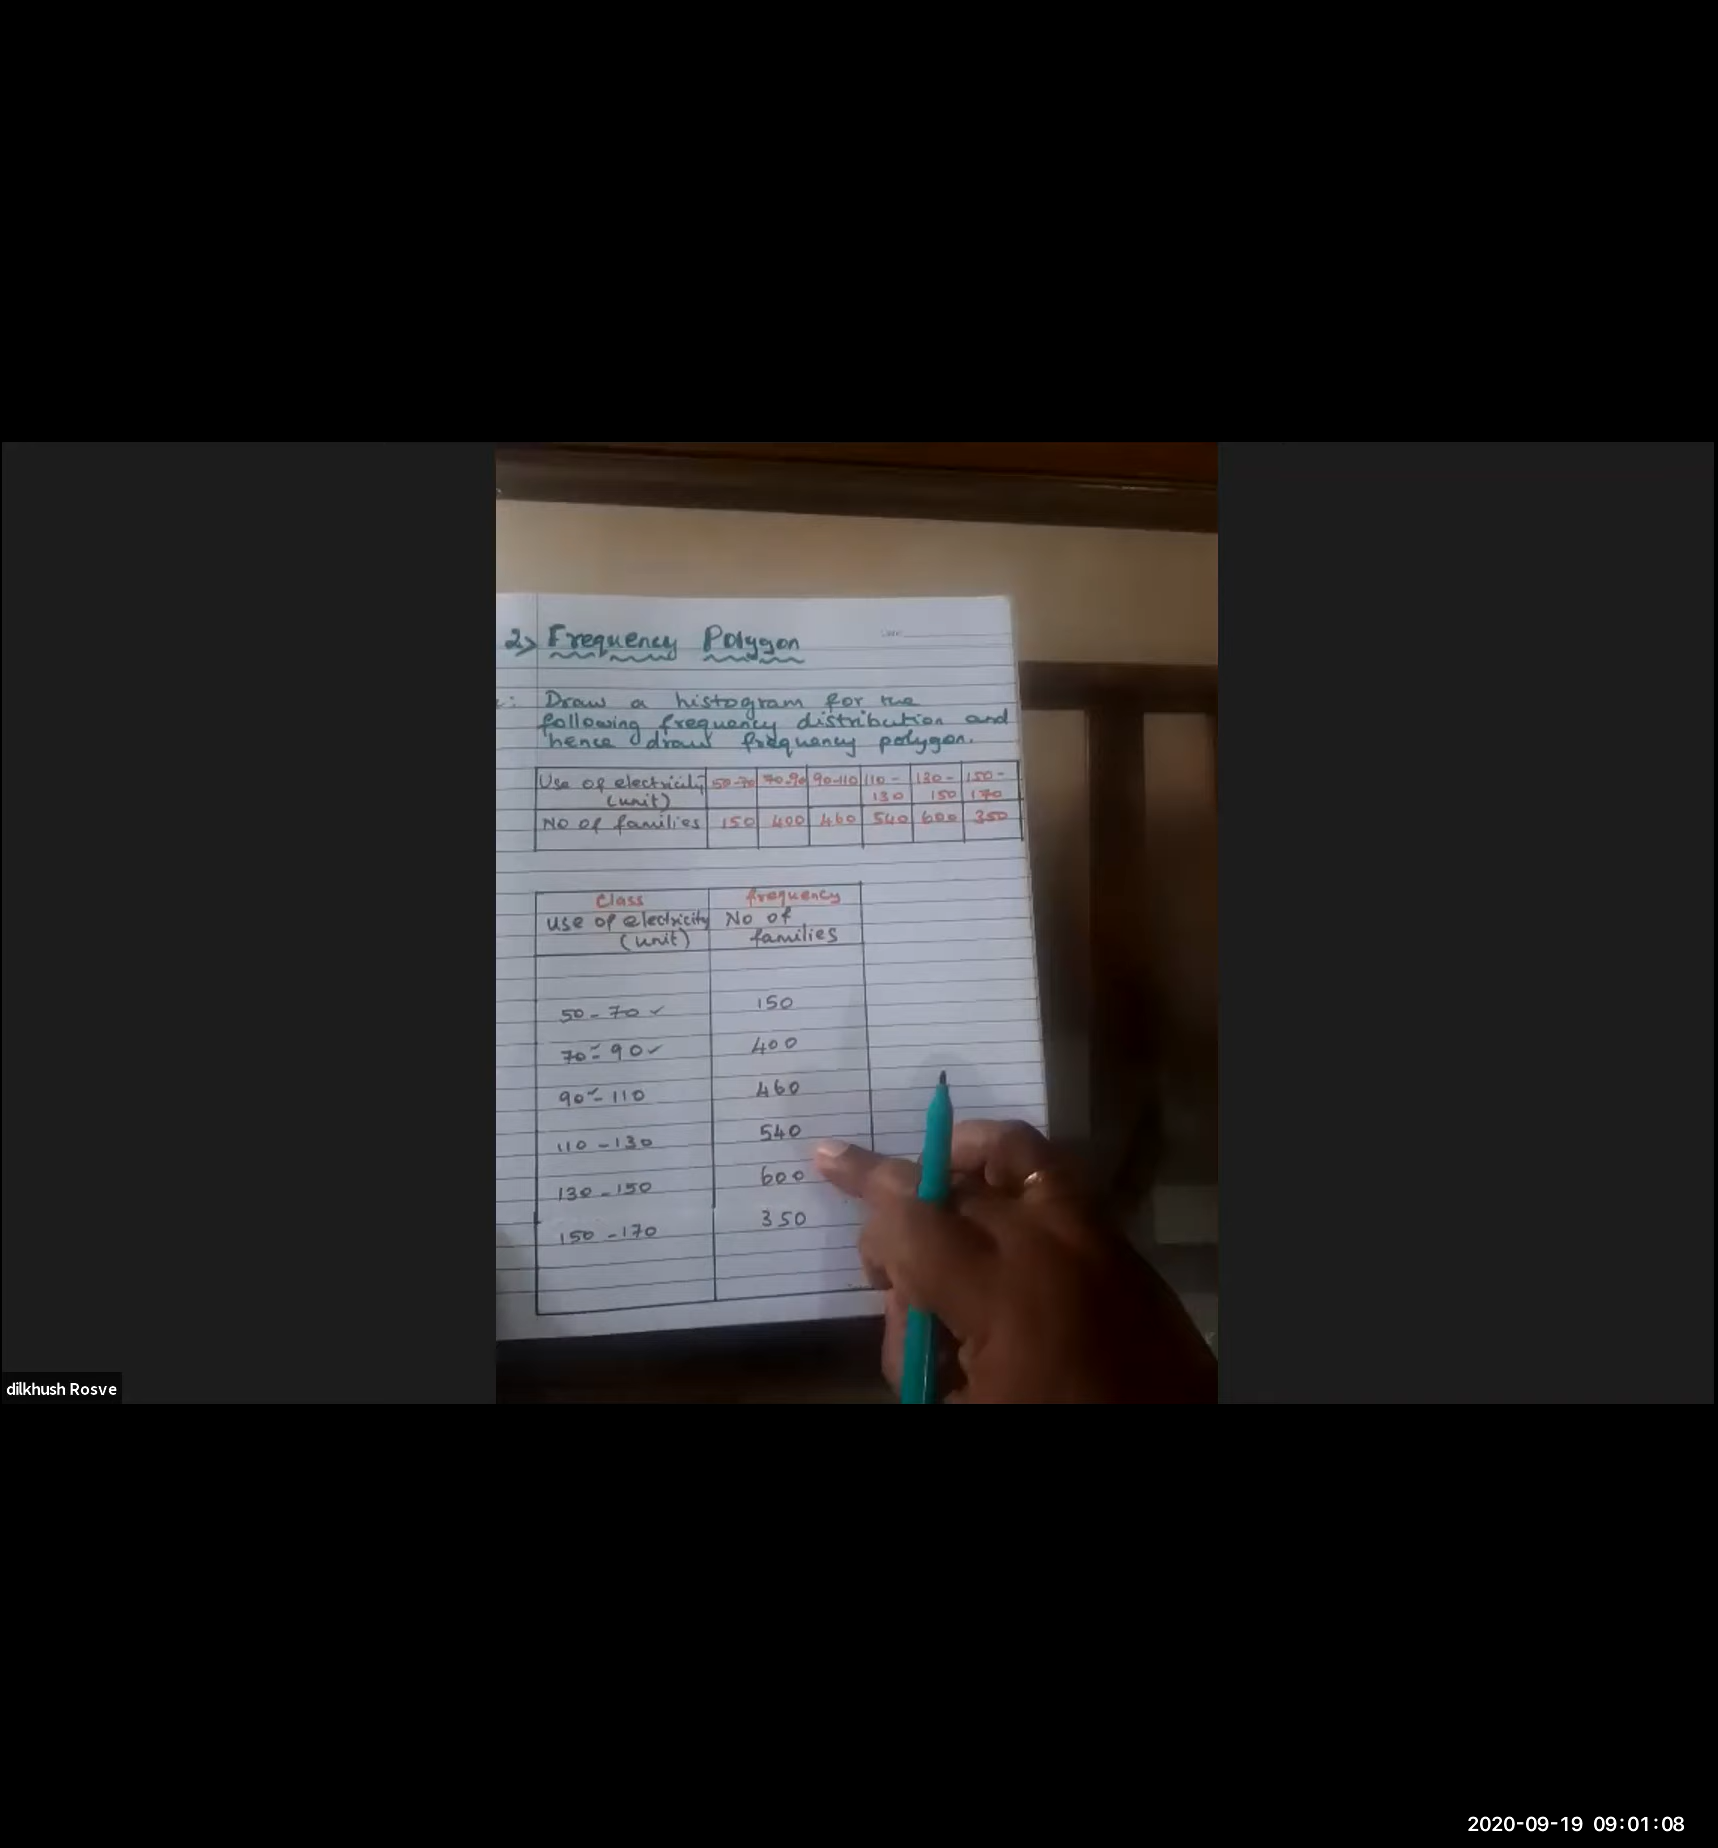 2> Frequency Polygon
Draw a histogram for the
following frequency distribution and
hence draw frequency polygon.
Use of electricity 50-70 70-90 90-110 110- 130- 150-
(unit) 130 150 170
No of families 150 400 460 540 600 350
Class frequency
use of electricity No of
(unit) families
50 - 70 ✓ 150
70 - 90 ✓ 400
90 - 110 460
110 - 130 540
130 - 150 600
150 - 170 350
dilkhush Rosve
2020-09-19 09:01:08